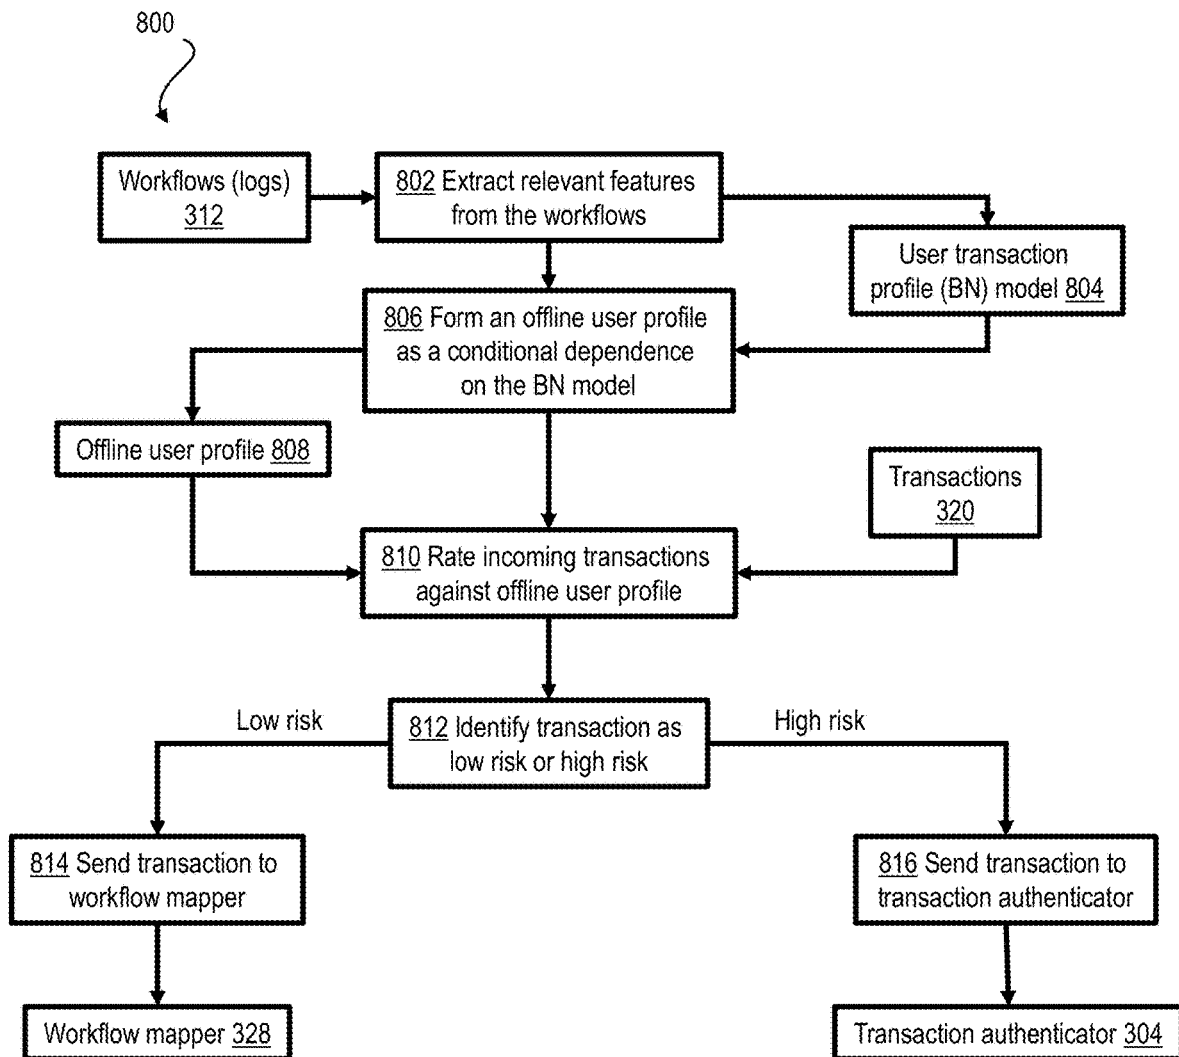 800
Workflows (logs)
312
802 Extract relevant features
from the workflows
User transaction
profile (BN) model 804
806 Form an offline user profile
as a conditional dependence
on the BN model
Offline user profile 808
Transactions
320
810 Rate incoming transactions
against offline user profile
Low risk
812 Identify transaction as
low risk or high risk
High risk
814 Send transaction to
workflow mapper
816 Send transaction to
transaction authenticator
Workflow mapper 328
Transaction authenticator 304